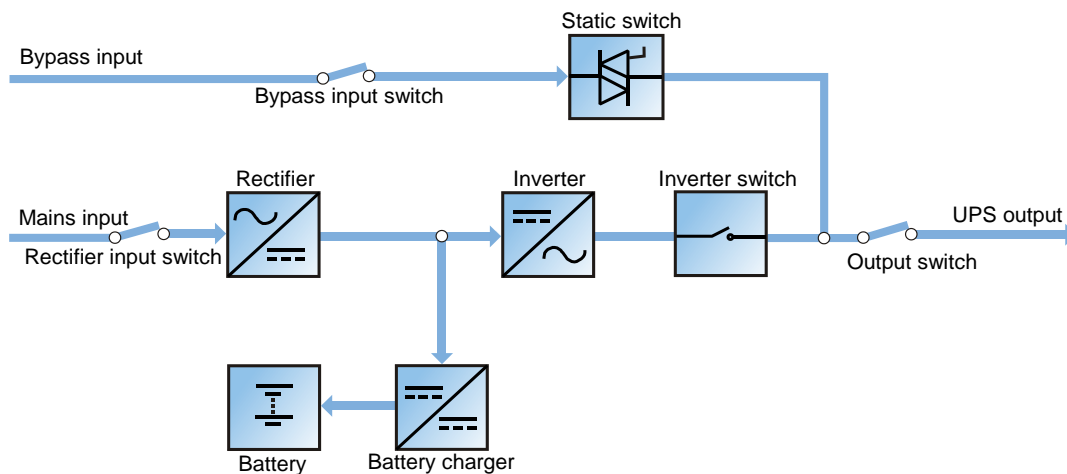 Static switch
Bypass input
Bypass input switch
Rectifier
Inverter
Inverter switch
Mains input
UPS output
Rectifier input switch
Output switch
Battery
Battery charger